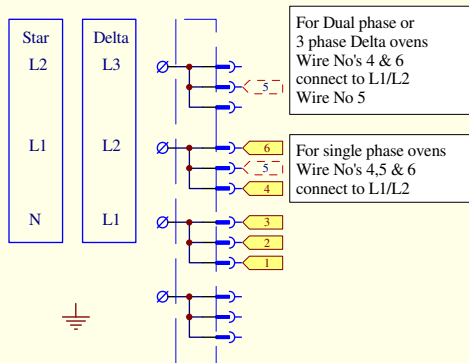 Star
Delta
L2
L3
5
For Dual phase or
3 phase Delta ovens
Wire No's 4 & 6
connect to L1/L2
Wire No 5
L1
L2
6
5
4
For single phase ovens
Wire No's 4,5 & 6
connect to L1/L2
N
L1
3
2
1